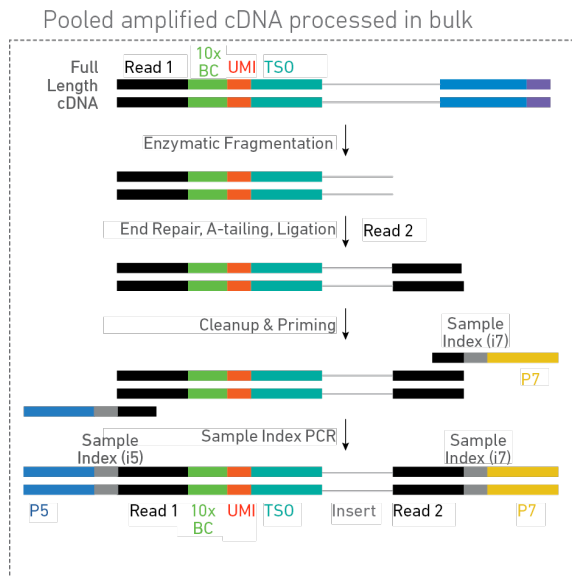 Pooled amplified cDNA processed in bulk
Full
Length
cDNA
Read 1
10x
BC
UMI
TSO
Enzymatic Fragmentation
End Repair, A-tailing, Ligation
Read 2
Cleanup & Priming
Sample
Index (i7)
P7
Sample Index PCR
Sample
Index (i5)
Sample
Index (i7)
P5
Read 1
10x
BC
UMI
TSO
Insert
Read 2
P7